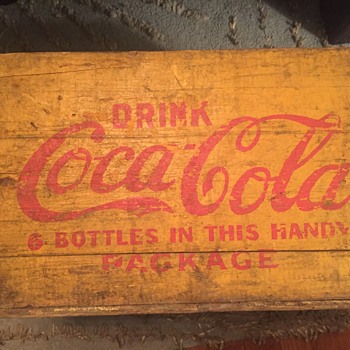 DRINK
Coca-Cola
6 BOTTLES IN THIS HANDY
PACKAGE